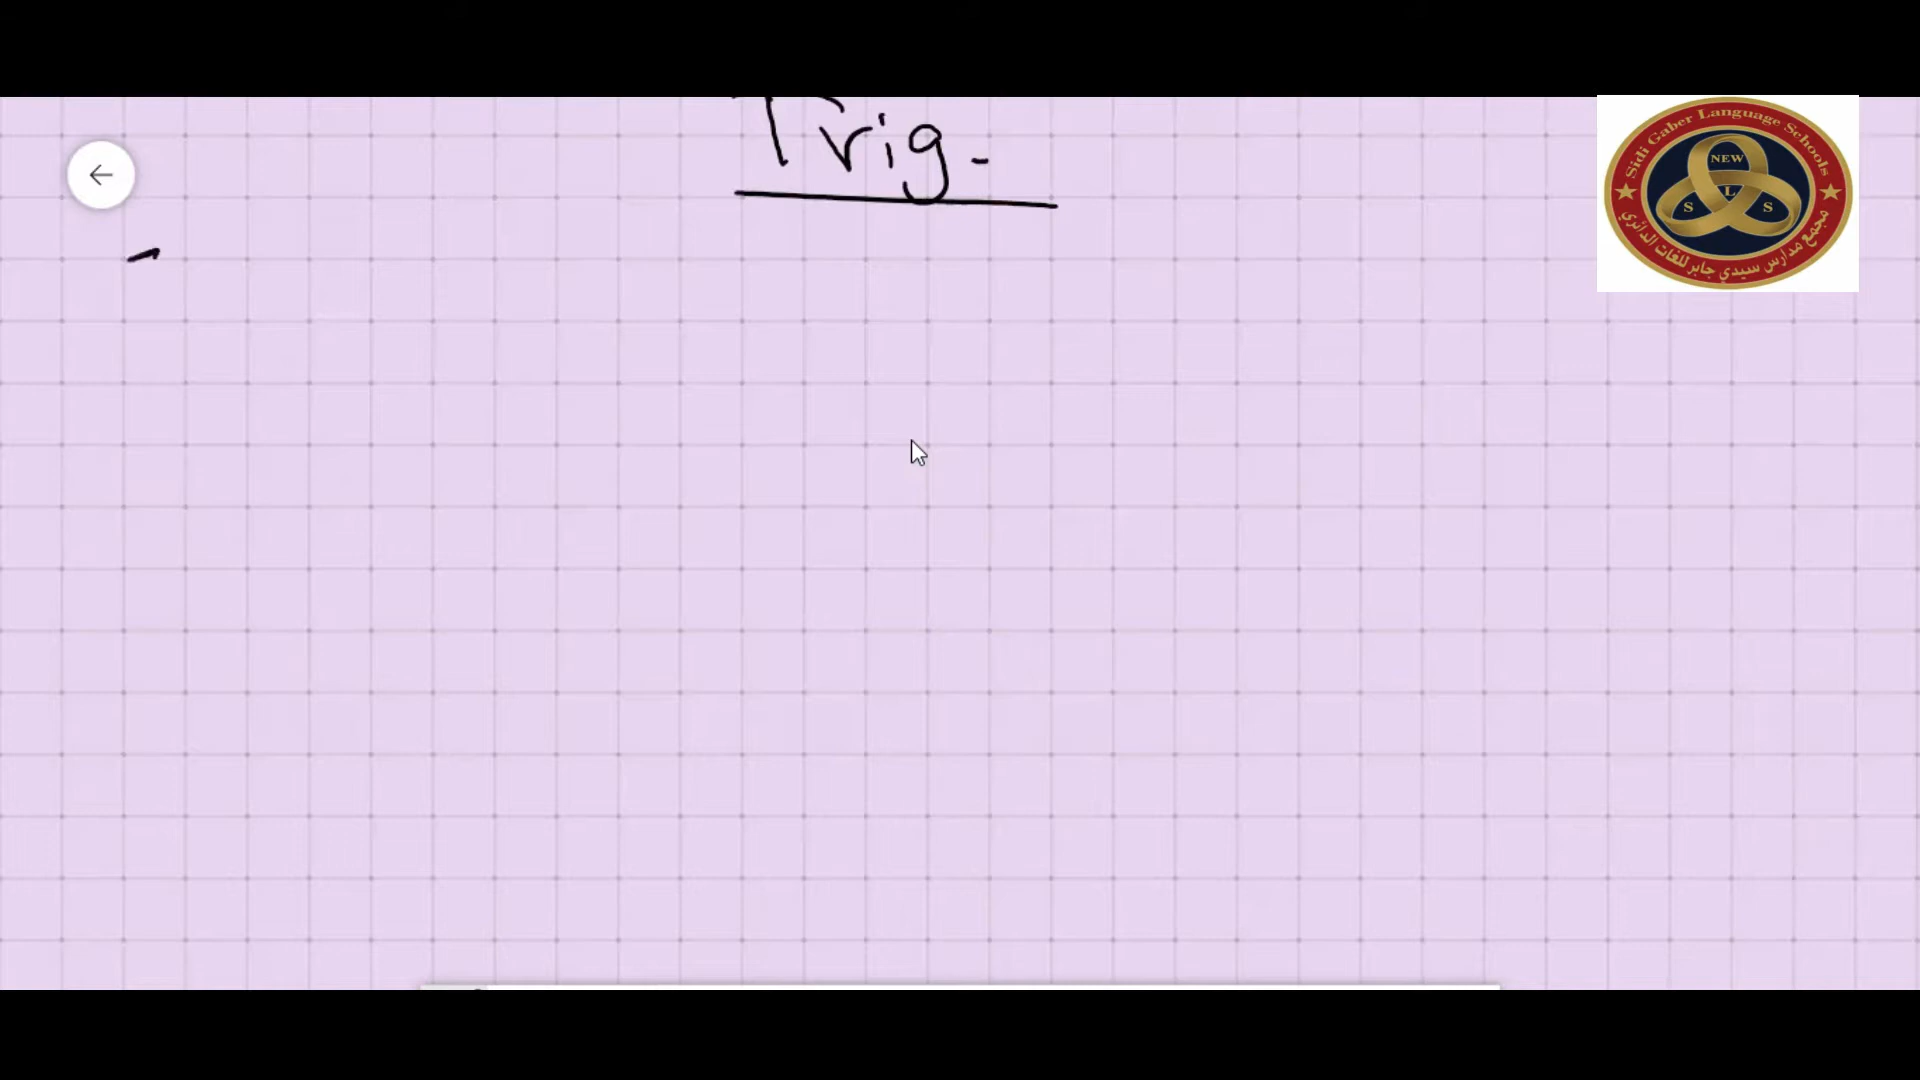 Trig.
Sidi Gaber Language Schools
NEW
L
S S
مجمع مدارس سيدي جابر للغات الدائري